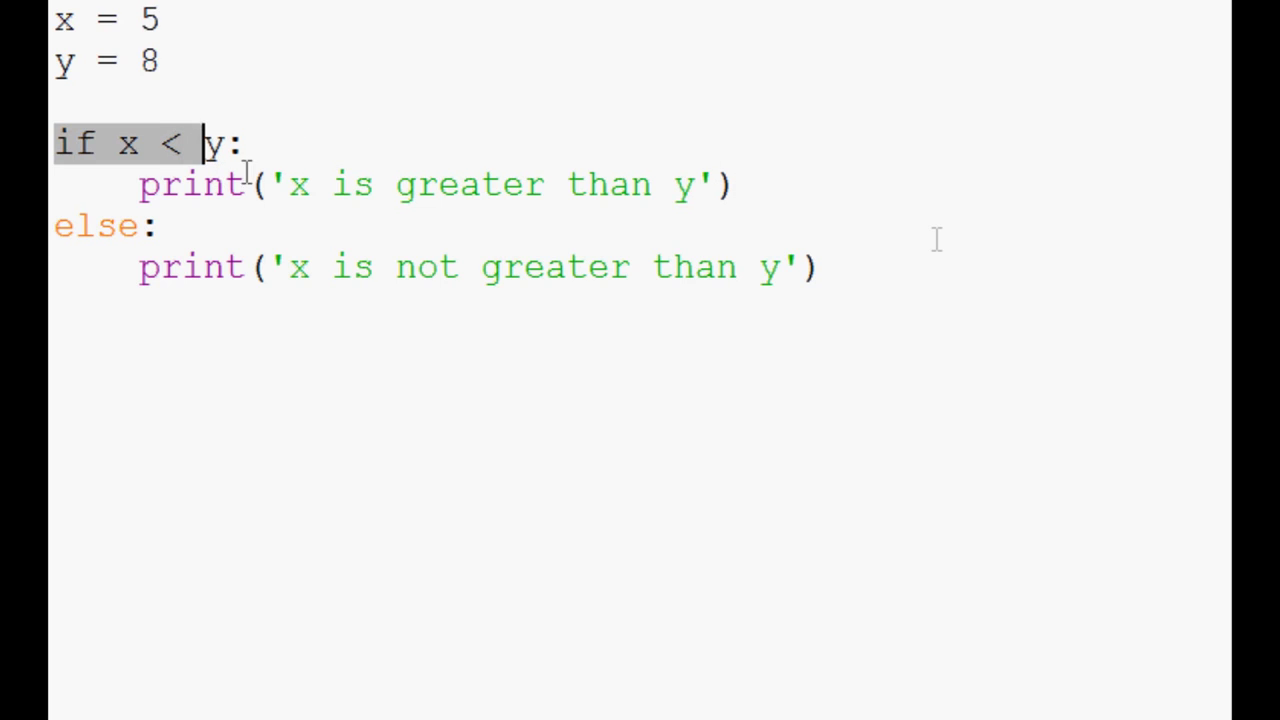 x = 5
y = 8
if x < y:
    print('x is greater than y')
else:
    print('x is not greater than y')